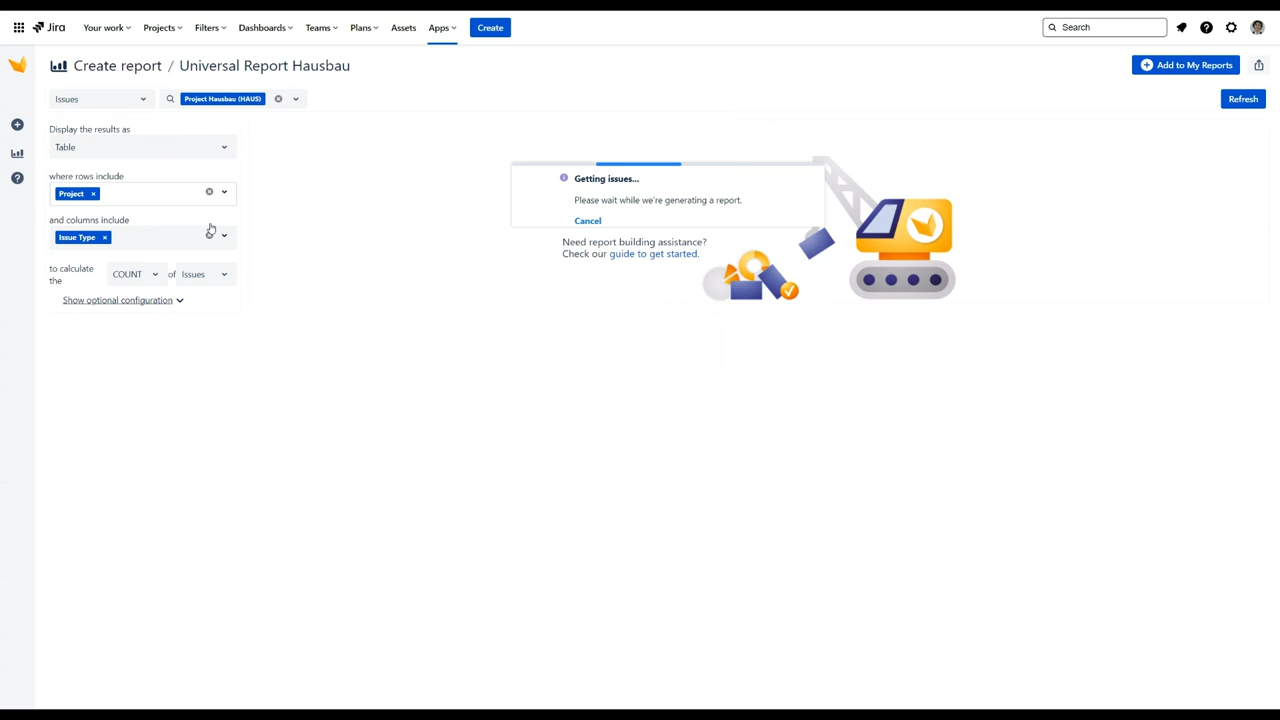 Jira
Your work
Projects
Filters
Dashboards
Teams
Plans
Assets
Apps
Create
Search
Create report / Universal Report Hausbau
Add to My Reports
Issues
Project Hausbau (HAUS)
Refresh
Display the results as
Table
where rows include
Project
and columns include
Issue Type
to calculate the
COUNT
of
Issues
Show optional configuration
Getting issues...
Please wait while we're generating a report.
Cancel
Need report building assistance?
Check our guide to get started.